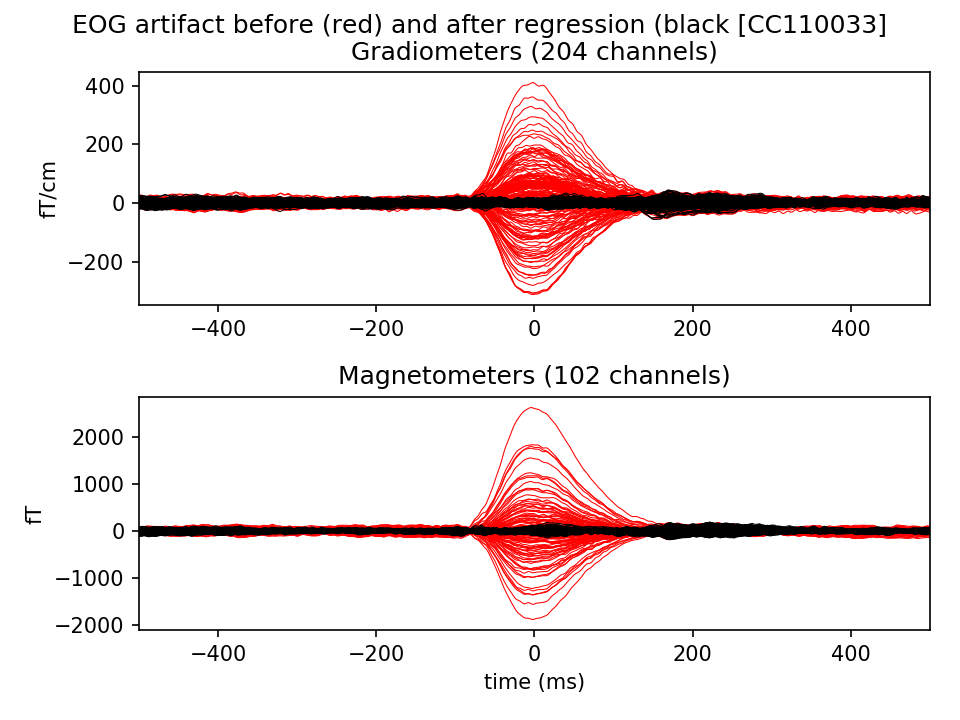 EOG artifact before (red) and after regression (black [CC110033]
Gradiometers (204 channels)
400
200
0
−200
fT/cm
−400 −200 0 200 400
Magnetometers (102 channels)
2000
1000
0
−1000
−2000
fT
−400 −200 0 200 400
time (ms)